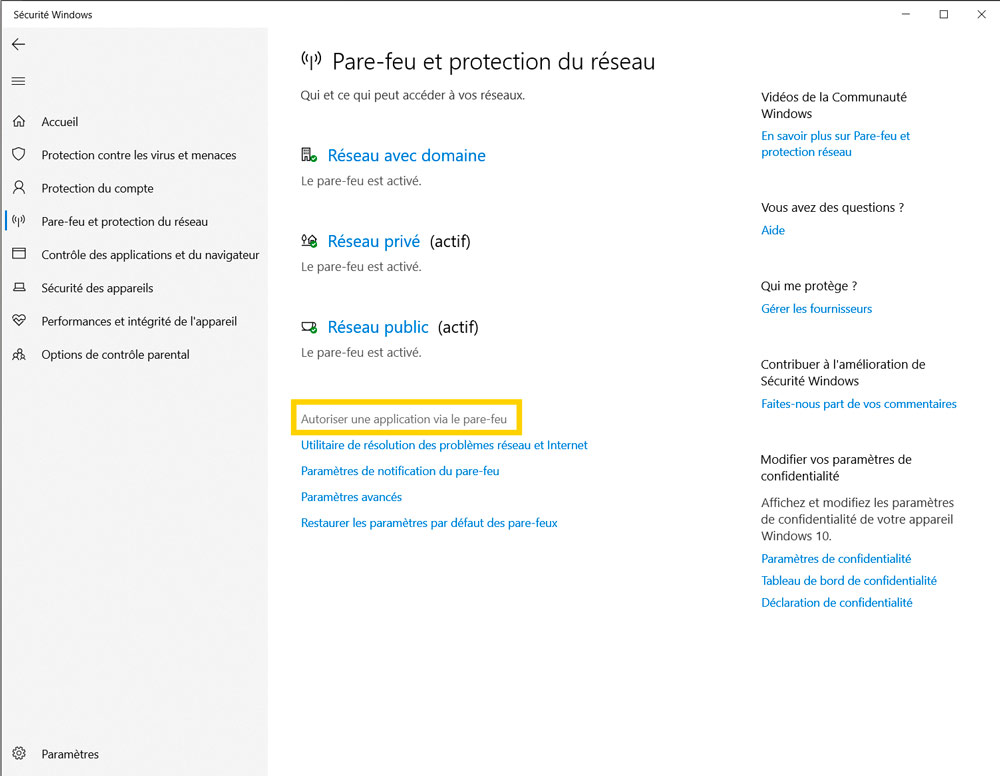 Sécurité Windows
Accueil
Protection contre les virus et menaces
Protection du compte
Pare-feu et protection du réseau
Contrôle des applications et du navigateur
Sécurité des appareils
Performances et intégrité de l'appareil
Options de contrôle parental
Paramètres
Pare-feu et protection du réseau
Qui et ce qui peut accéder à vos réseaux.
Réseau avec domaine
Le pare-feu est activé.
Réseau privé (actif)
Le pare-feu est activé.
Réseau public (actif)
Le pare-feu est activé.
Autoriser une application via le pare-feu
Utilitaire de résolution des problèmes réseau et Internet
Paramètres de notification du pare-feu
Paramètres avancés
Restaurer les paramètres par défaut des pare-feux
Vidéos de la Communauté
Windows
En savoir plus sur Pare-feu et
protection réseau
Vous avez des questions ?
Aide
Qui me protège ?
Gérer les fournisseurs
Contribuer à l'amélioration de
Sécurité Windows
Faites-nous part de vos commentaires
Modifier vos paramètres de
confidentialité
Affichez et modifiez les paramètres
de confidentialité de votre appareil
Windows 10.
Paramètres de confidentialité
Tableau de bord de confidentialité
Déclaration de confidentialité